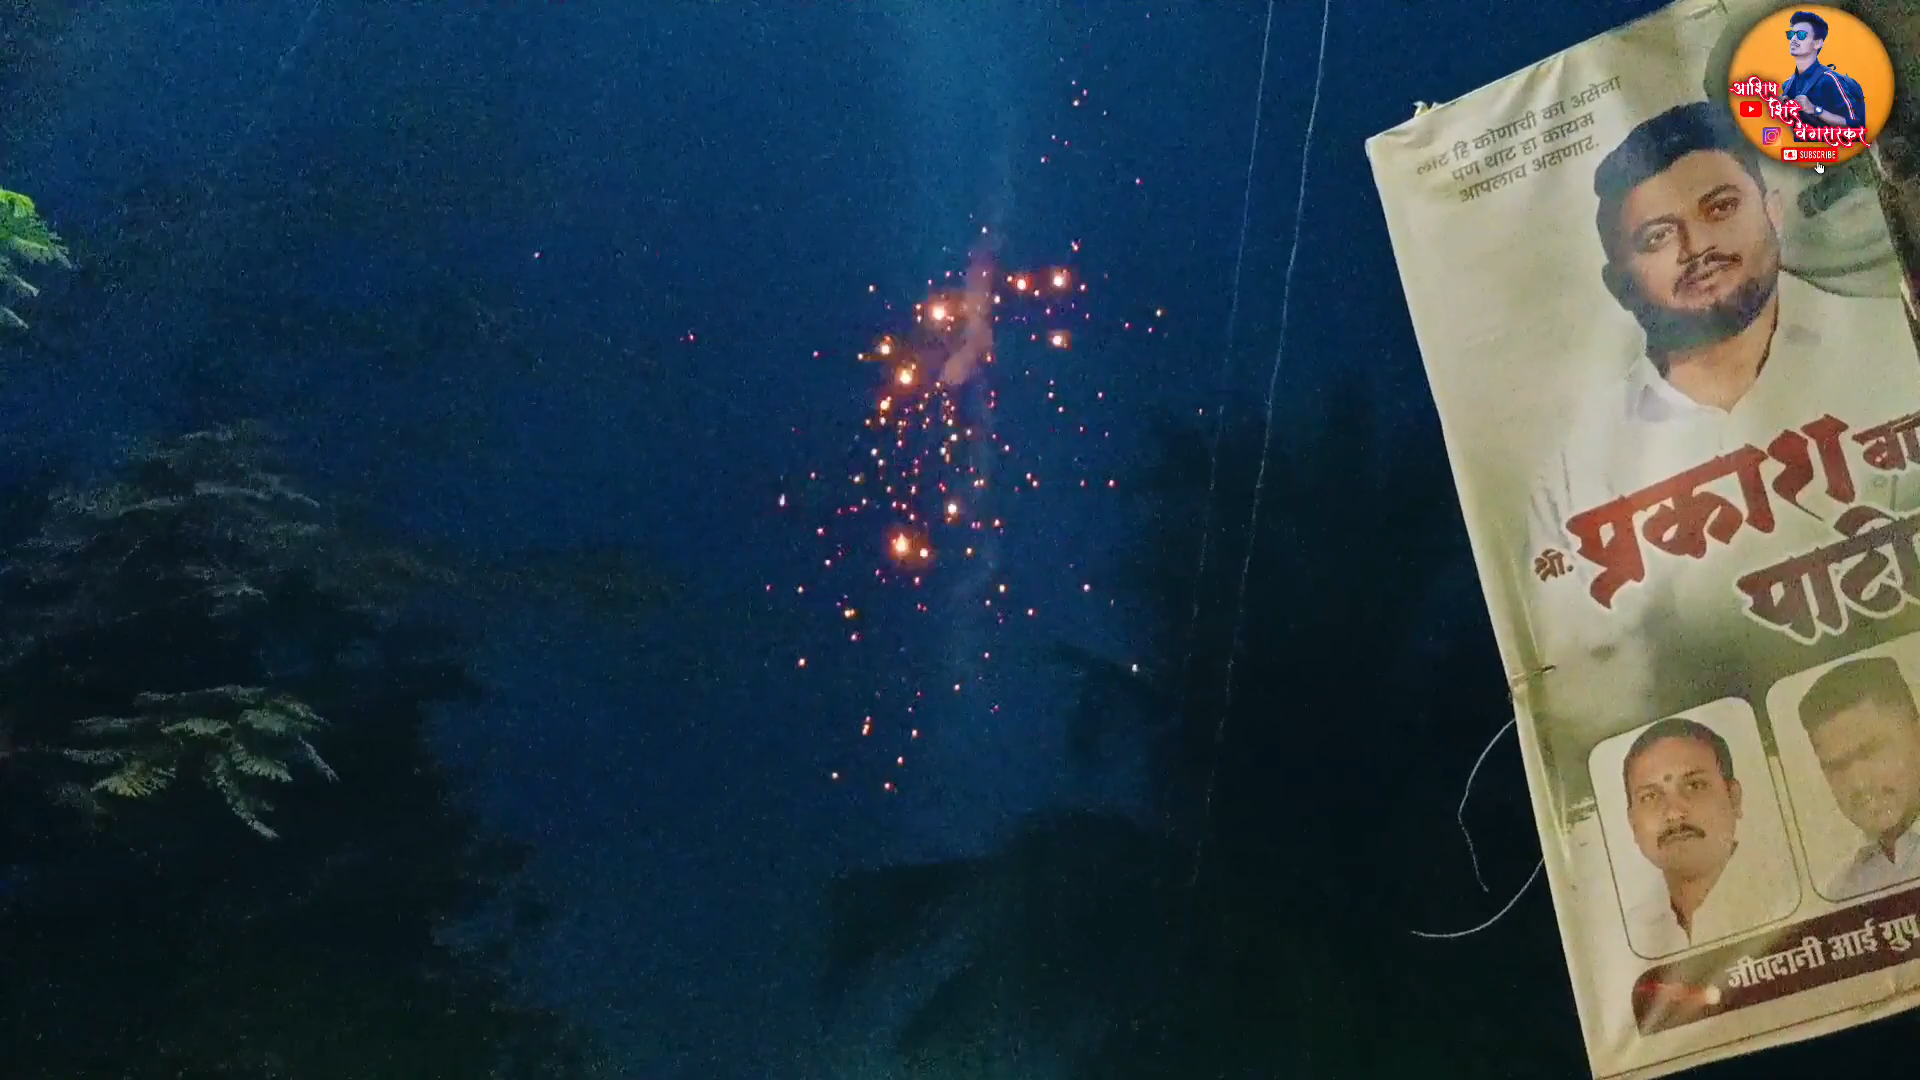 लाट हि कोणाची का असेना
पण थाट हा कायम
आपलाच असणार.
श्री. प्रकाश
जीवदानी आई ग्रुप
आशिष
शिंदे
वेंगसरकर
SUBSCRIBE